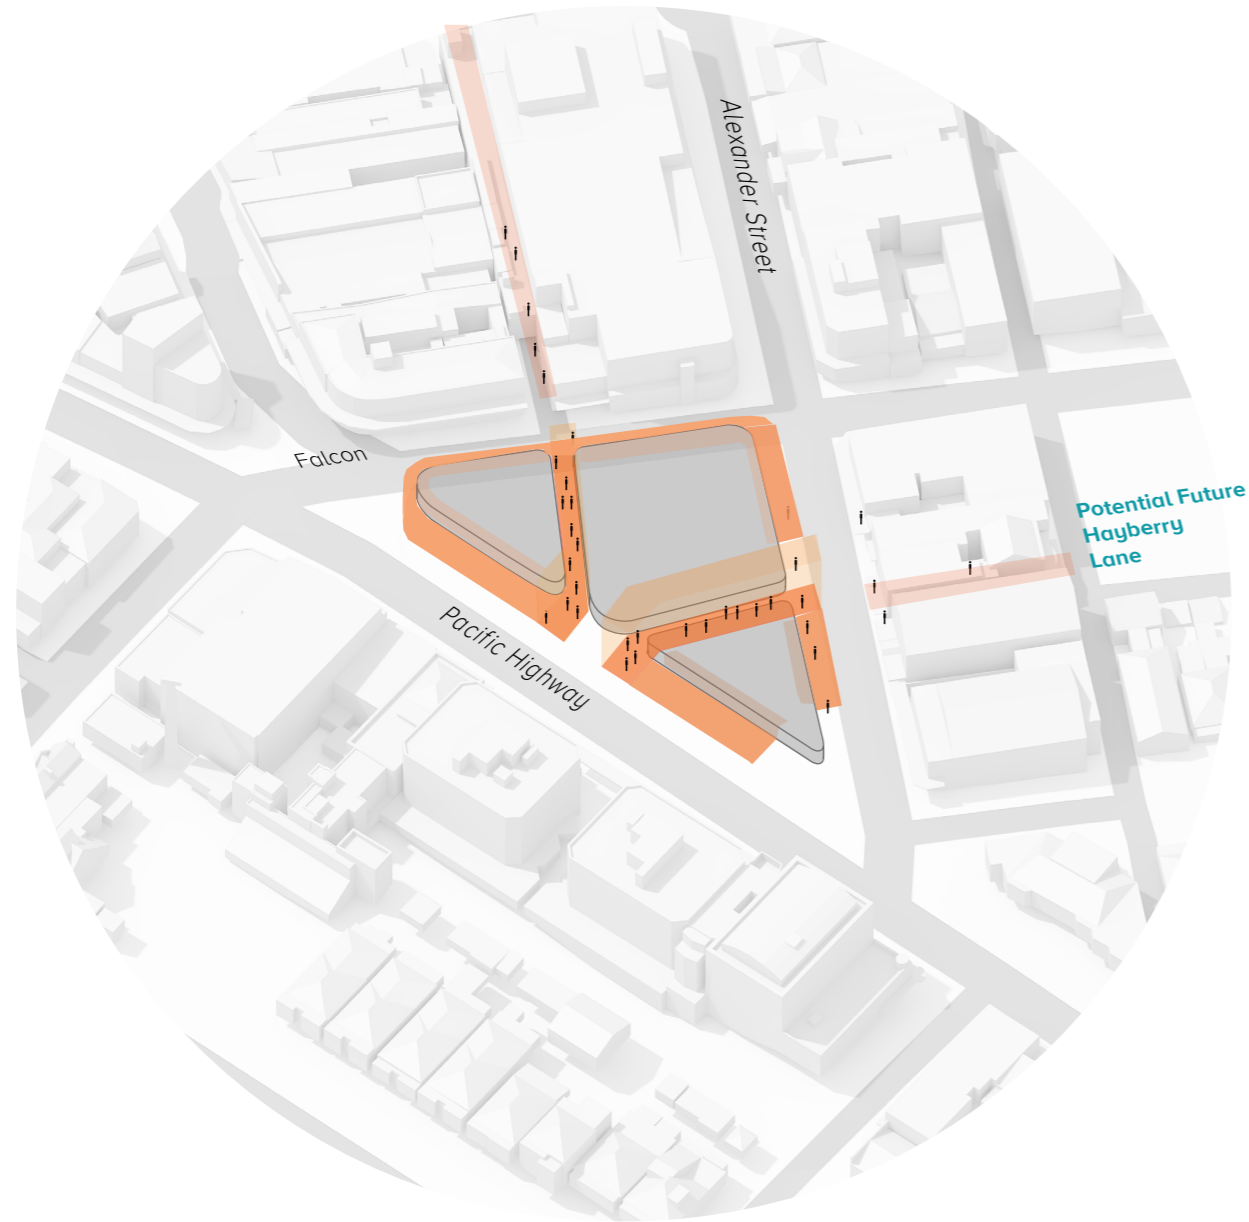 Alexander Street
Falcon
Potential Future
Hayberry
Lane
Pacific Highway